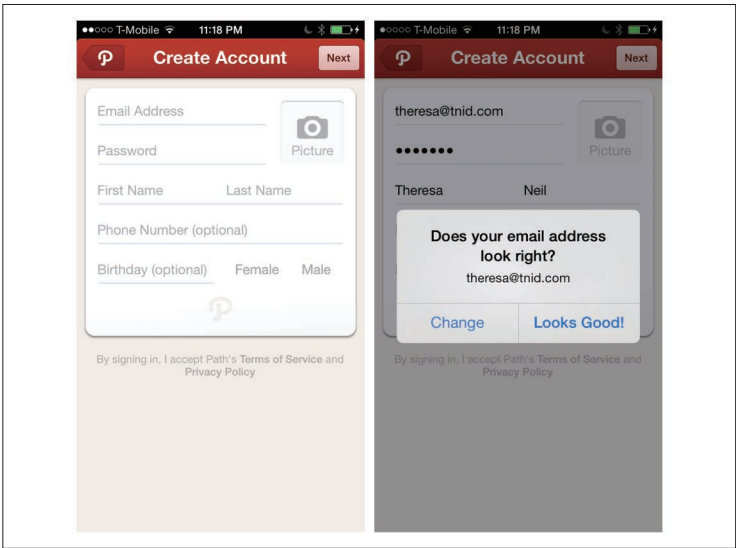 T-Mobile 11:18 PM
Create Account
Next
Email Address
Password
Picture
First Name Last Name
Phone Number (optional)
Birthday (optional) Female Male
By signing in, I accept Path's Terms of Service and
Privacy Policy
T-Mobile 11:18 PM
Create Account
Next
theresa@tnid.com
•••••••
Picture
Theresa Neil
Does your email address
look right?
theresa@tnid.com
Change Looks Good!
By signing in, I accept Path's Terms of Service and
Privacy Policy